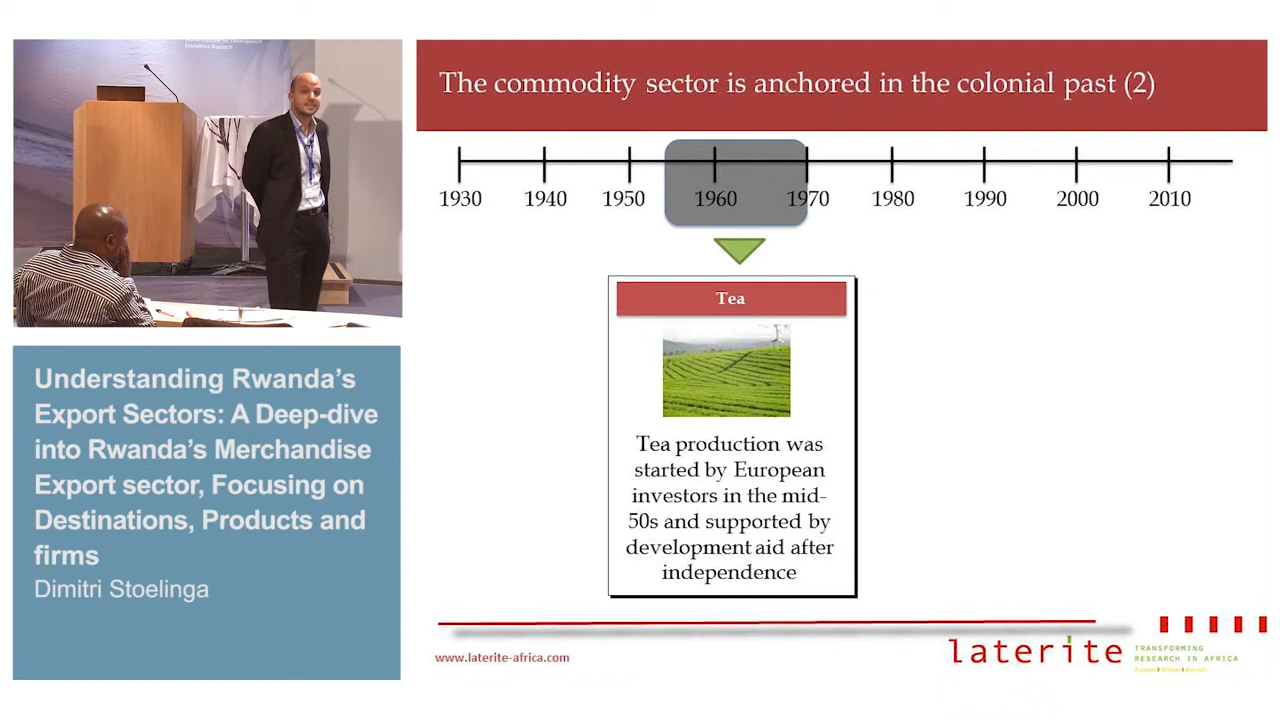 Economics Research
The commodity sector is anchored in the colonial past (2)
1930 1940 1950 1960 1970 1980 1990 2000 2010
Tea
Tea production was
started by European
investors in the mid-
50s and supported by
development aid after
independence
Understanding Rwanda's
Export Sectors: A Deep-dive
into Rwanda's Merchandise
Export sector, Focusing on
Destinations, Products and
firms
Dimitri Stoelinga
www.laterite-africa.com
laterite
TRANSFORMING
RESEARCH IN AFRICA